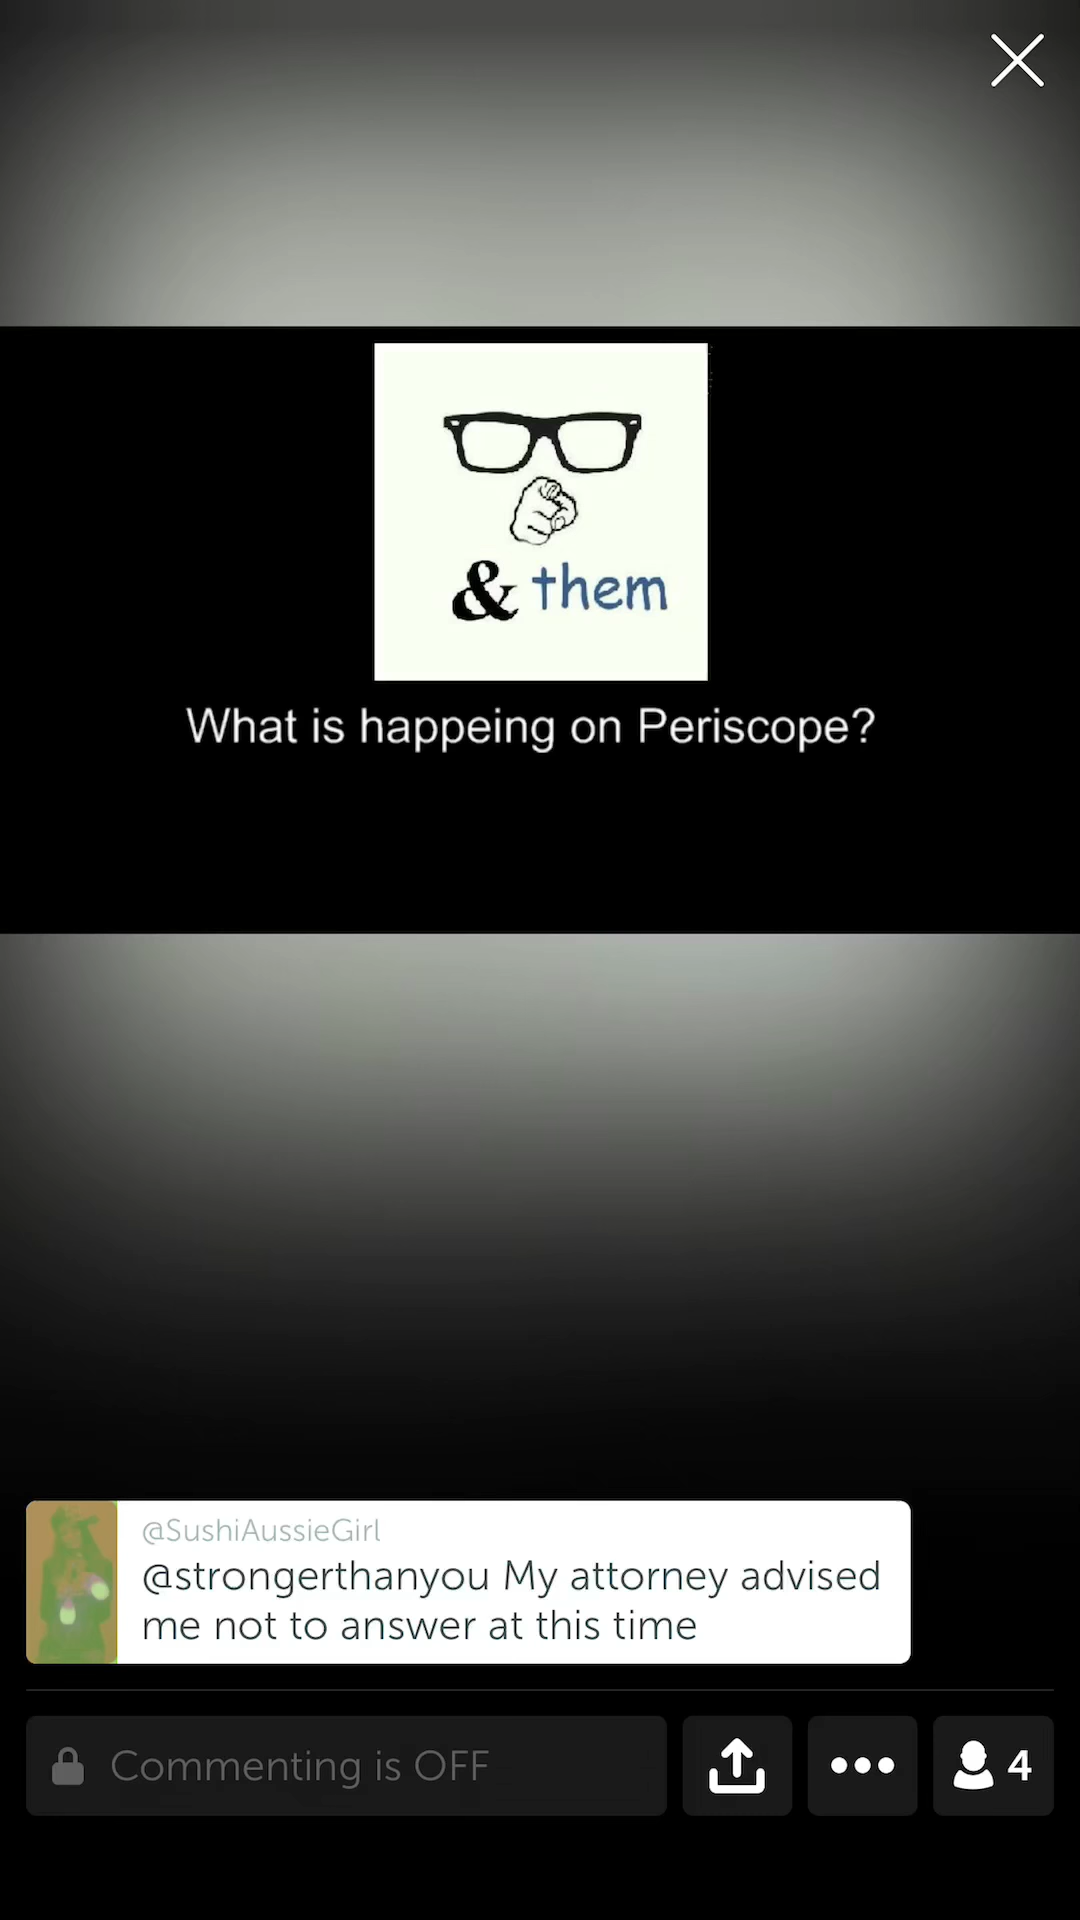 & them
What is happeing on Periscope?
@SushiAussieGirl
@strongerthanyou My attorney advised
me not to answer at this time
Commenting is OFF
4